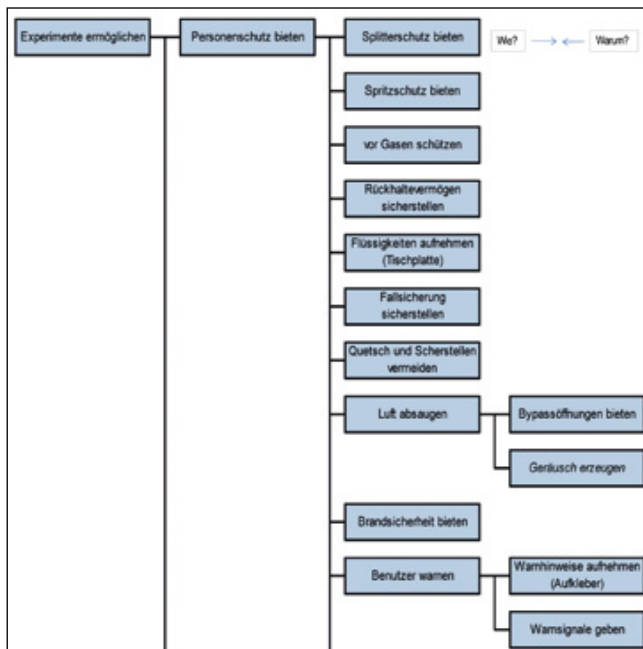 Experimente ermöglichen
Personenschutz bieten
Splitterschutz bieten
Wie?
Warum?
Spritzschutz bieten
vor Gasen schützen
Rückhaltevermögen
sicherstellen
Flüssigkeiten aufnehmen
(Tischplatte)
Fallsicherung
sicherstellen
Quetsch und Scherstellen
vermeiden
Luft absaugen
Bypassöffnungen bieten
Geräusch erzeugen
Brandsicherheit bieten
Benutzer warnen
Warnhinweise aufnehmen
(Aufkleber)
Warnsignale geben